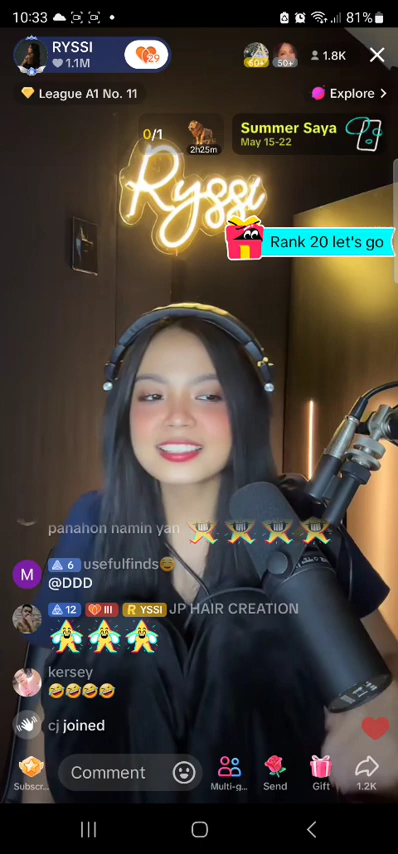 10:33
81%
RYSSI
1.1M
29
60+
50+
1.8K
League A1 No. 11
Explore >
0/1
2h25m
Summer Saya
May 15-22
Ryssi
Rank 20 let's go
panahon namin yan
6 usefulfinds
M
@DDD
12 III R YSSI JP HAIR CREATION
kersey
cj joined
Subscr...
Comment
Multi-g...
Send
Gift
1.2K